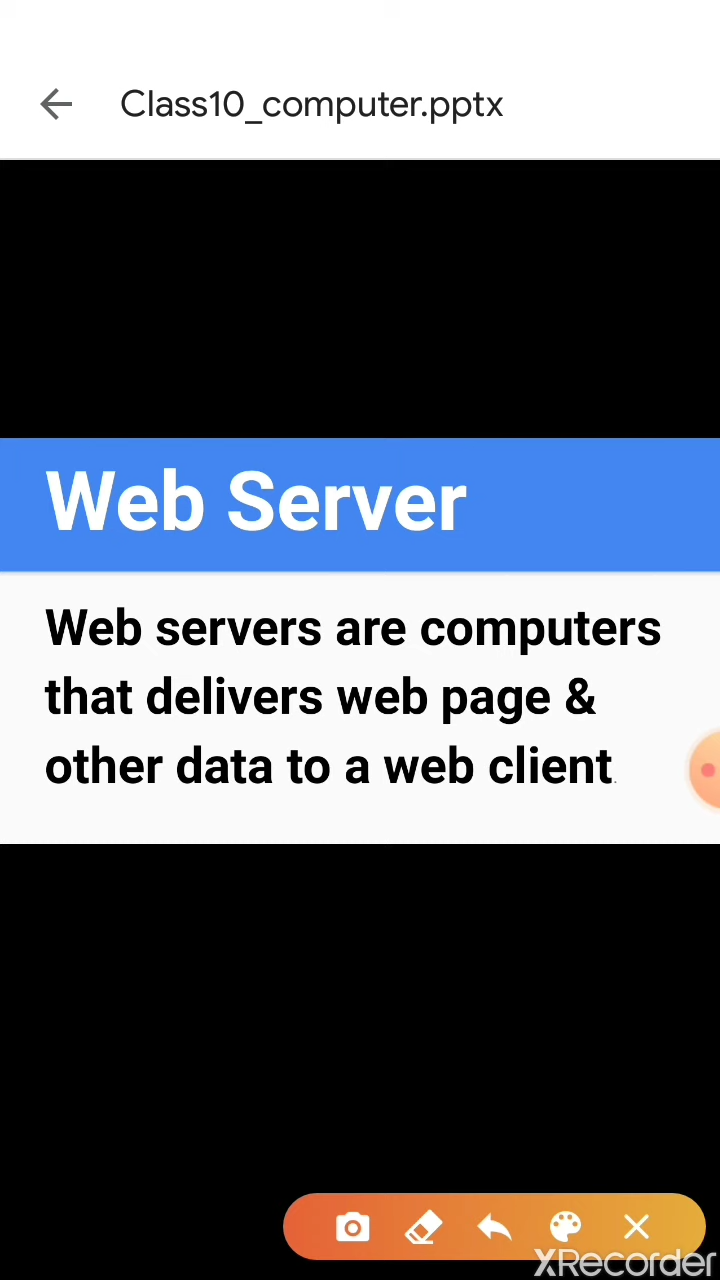 Class10_computer.pptx
Web Server
Web servers are computers
that delivers web page &
other data to a web client.
XRecorder